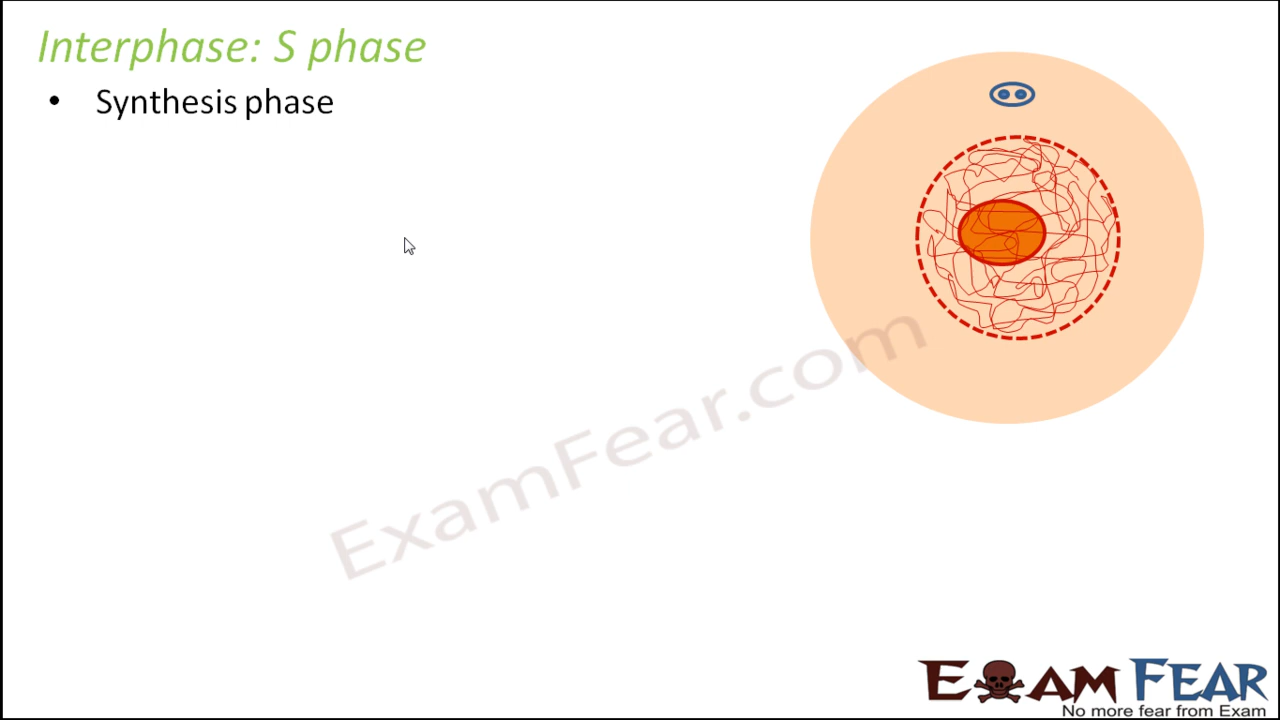 Interphase: S phase
• Synthesis phase
ExamFear.com
EXAM FEAR
No more fear from Exam